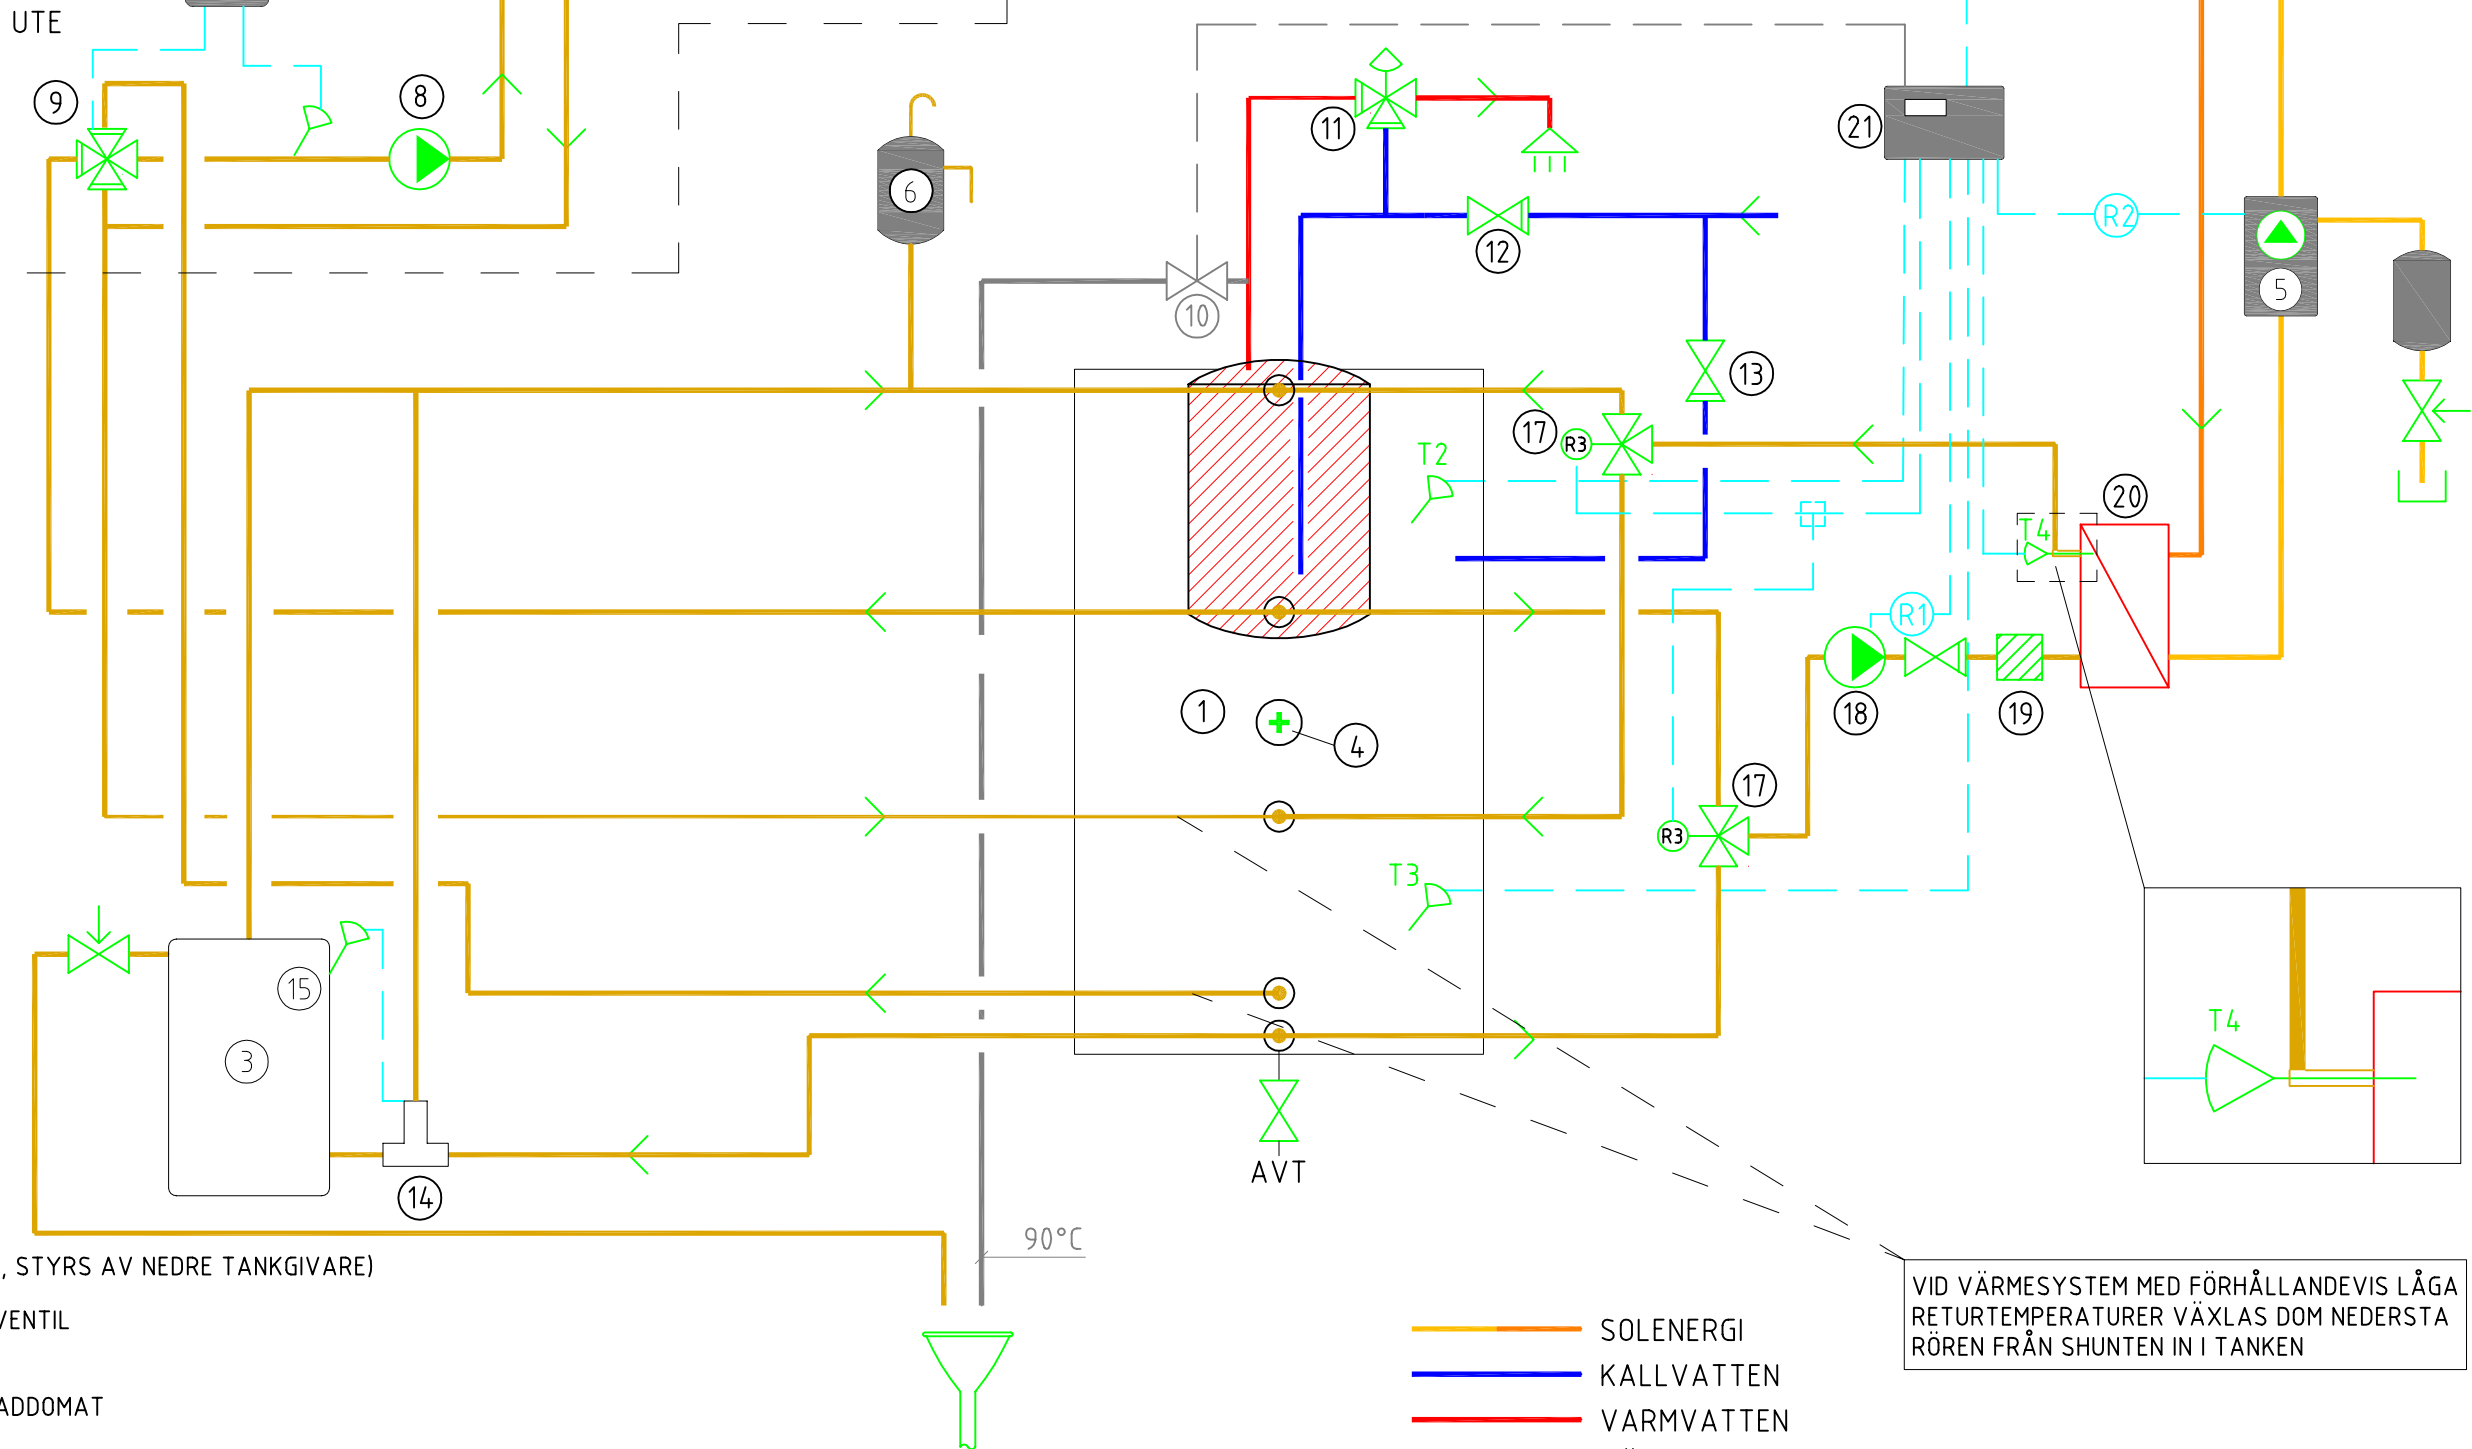 UTE
9
8
6
11
21
R2
12
5
10
13
17
R3
T2
20
T4
R1
18
19
1
4
17
R3
T3
15
3
T4
14
AVT
90°C
, STYRS AV NEDRE TANKGIVARE)
VENTIL
ADDOMAT
SOLENERGI
KALLVATTEN
VARMVATTEN
VID VÄRMESYSTEM MED FÖRHÅLLANDEVIS LÅGA
RETURTEMPERATURER VÄXLAS DOM NEDERSTA
RÖREN FRÅN SHUNTEN IN I TANKEN